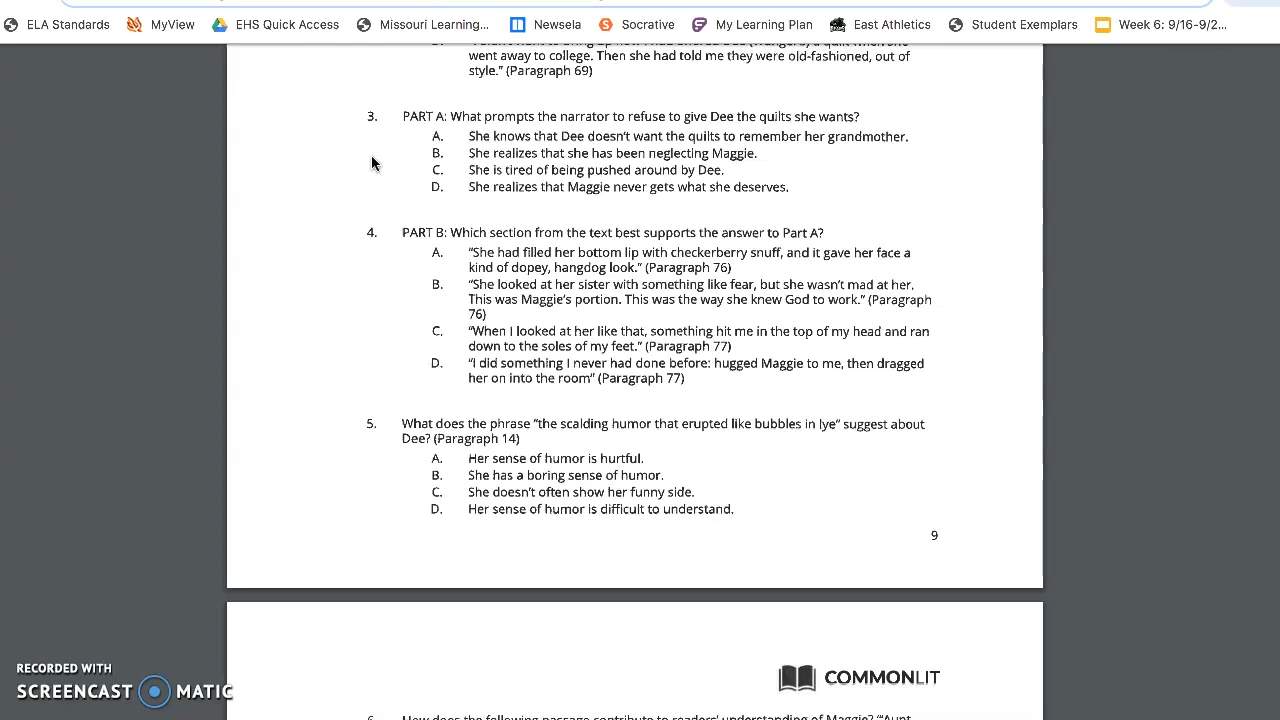 ELA Standards MyView EHS Quick Access Missouri Learning... Newsela Socrative My Learning Plan East Athletics Student Exemplars Week 6: 9/16-9/2...
went away to college. Then she had told me they were old-fashioned, out of
style.” (Paragraph 69)
3. PART A: What prompts the narrator to refuse to give Dee the quilts she wants?
A. She knows that Dee doesn’t want the quilts to remember her grandmother.
B. She realizes that she has been neglecting Maggie.
C. She is tired of being pushed around by Dee.
D. She realizes that Maggie never gets what she deserves.
4. PART B: Which section from the text best supports the answer to Part A?
A. “She had filled her bottom lip with checkerberry snuff, and it gave her face a
kind of dopey, hangdog look.” (Paragraph 76)
B. “She looked at her sister with something like fear, but she wasn’t mad at her.
This was Maggie’s portion. This was the way she knew God to work.” (Paragraph
76)
C. “When I looked at her like that, something hit me in the top of my head and ran
down to the soles of my feet.” (Paragraph 77)
D. “I did something I never had done before: hugged Maggie to me, then dragged
her on into the room” (Paragraph 77)
5. What does the phrase “the scalding humor that erupted like bubbles in lye” suggest about
Dee? (Paragraph 14)
A. Her sense of humor is hurtful.
B. She has a boring sense of humor.
C. She doesn’t often show her funny side.
D. Her sense of humor is difficult to understand.
9
COMMONLIT
RECORDED WITH
SCREENCAST MATIC
6. How does the following passage contribute to readers’ understanding of Maggie? “‘Aunt